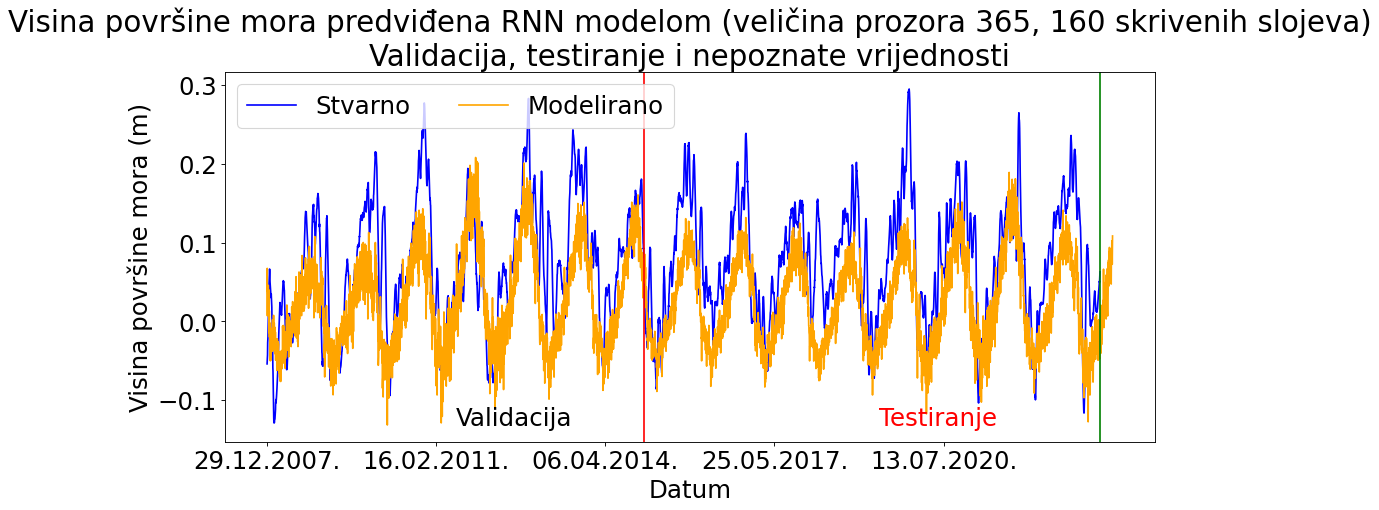 Visina površine mora predviđena RNN modelom (veličina prozora 365, 160 skrivenih slojeva)
Validacija, testiranje i nepoznate vrijednosti
Stvarno
Modelirano
Visina površine mora (m)
0.3
0.2
0.1
0.0
−0.1
Validacija
Testiranje
29.12.2007.
16.02.2011.
06.04.2014.
25.05.2017.
13.07.2020.
Datum